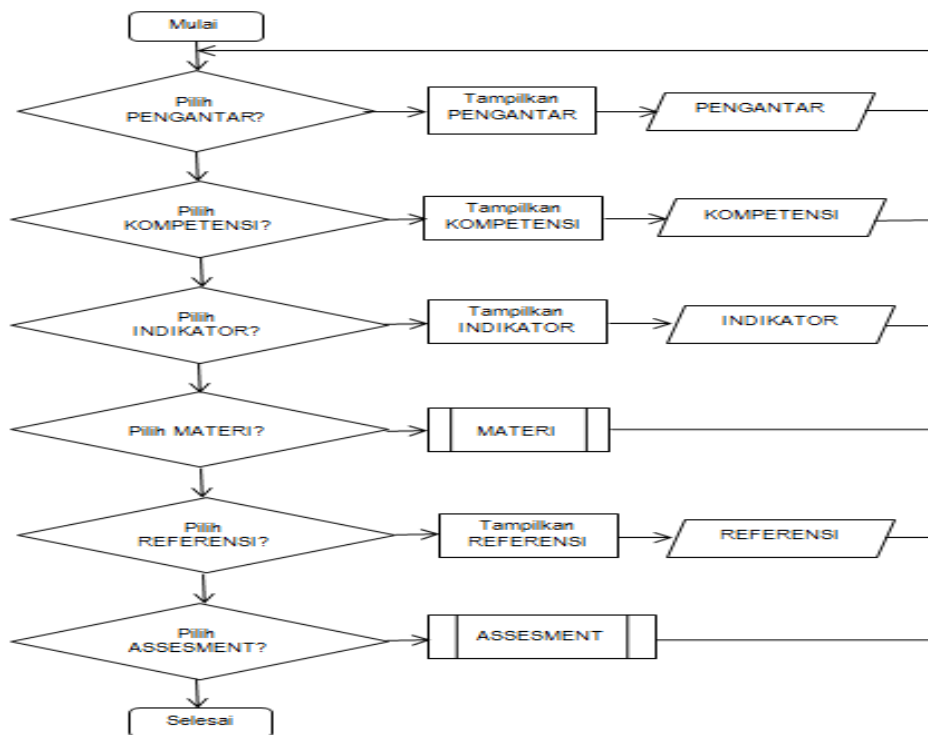 Mulai
Pilih
PENGANTAR?
Tampilkan
PENGANTAR
PENGANTAR
Pilih
KOMPETENSI?
Tampilkan
KOMPETENSI
KOMPETENSI
Pilih
INDIKATOR?
Tampilkan
INDIKATOR
INDIKATOR
Pilih MATERI?
MATERI
Pilih
REFERENSI?
Tampilkan
REFERENSI
REFERENSI
Pilih
ASSESMENT?
ASSESMENT
Selesai